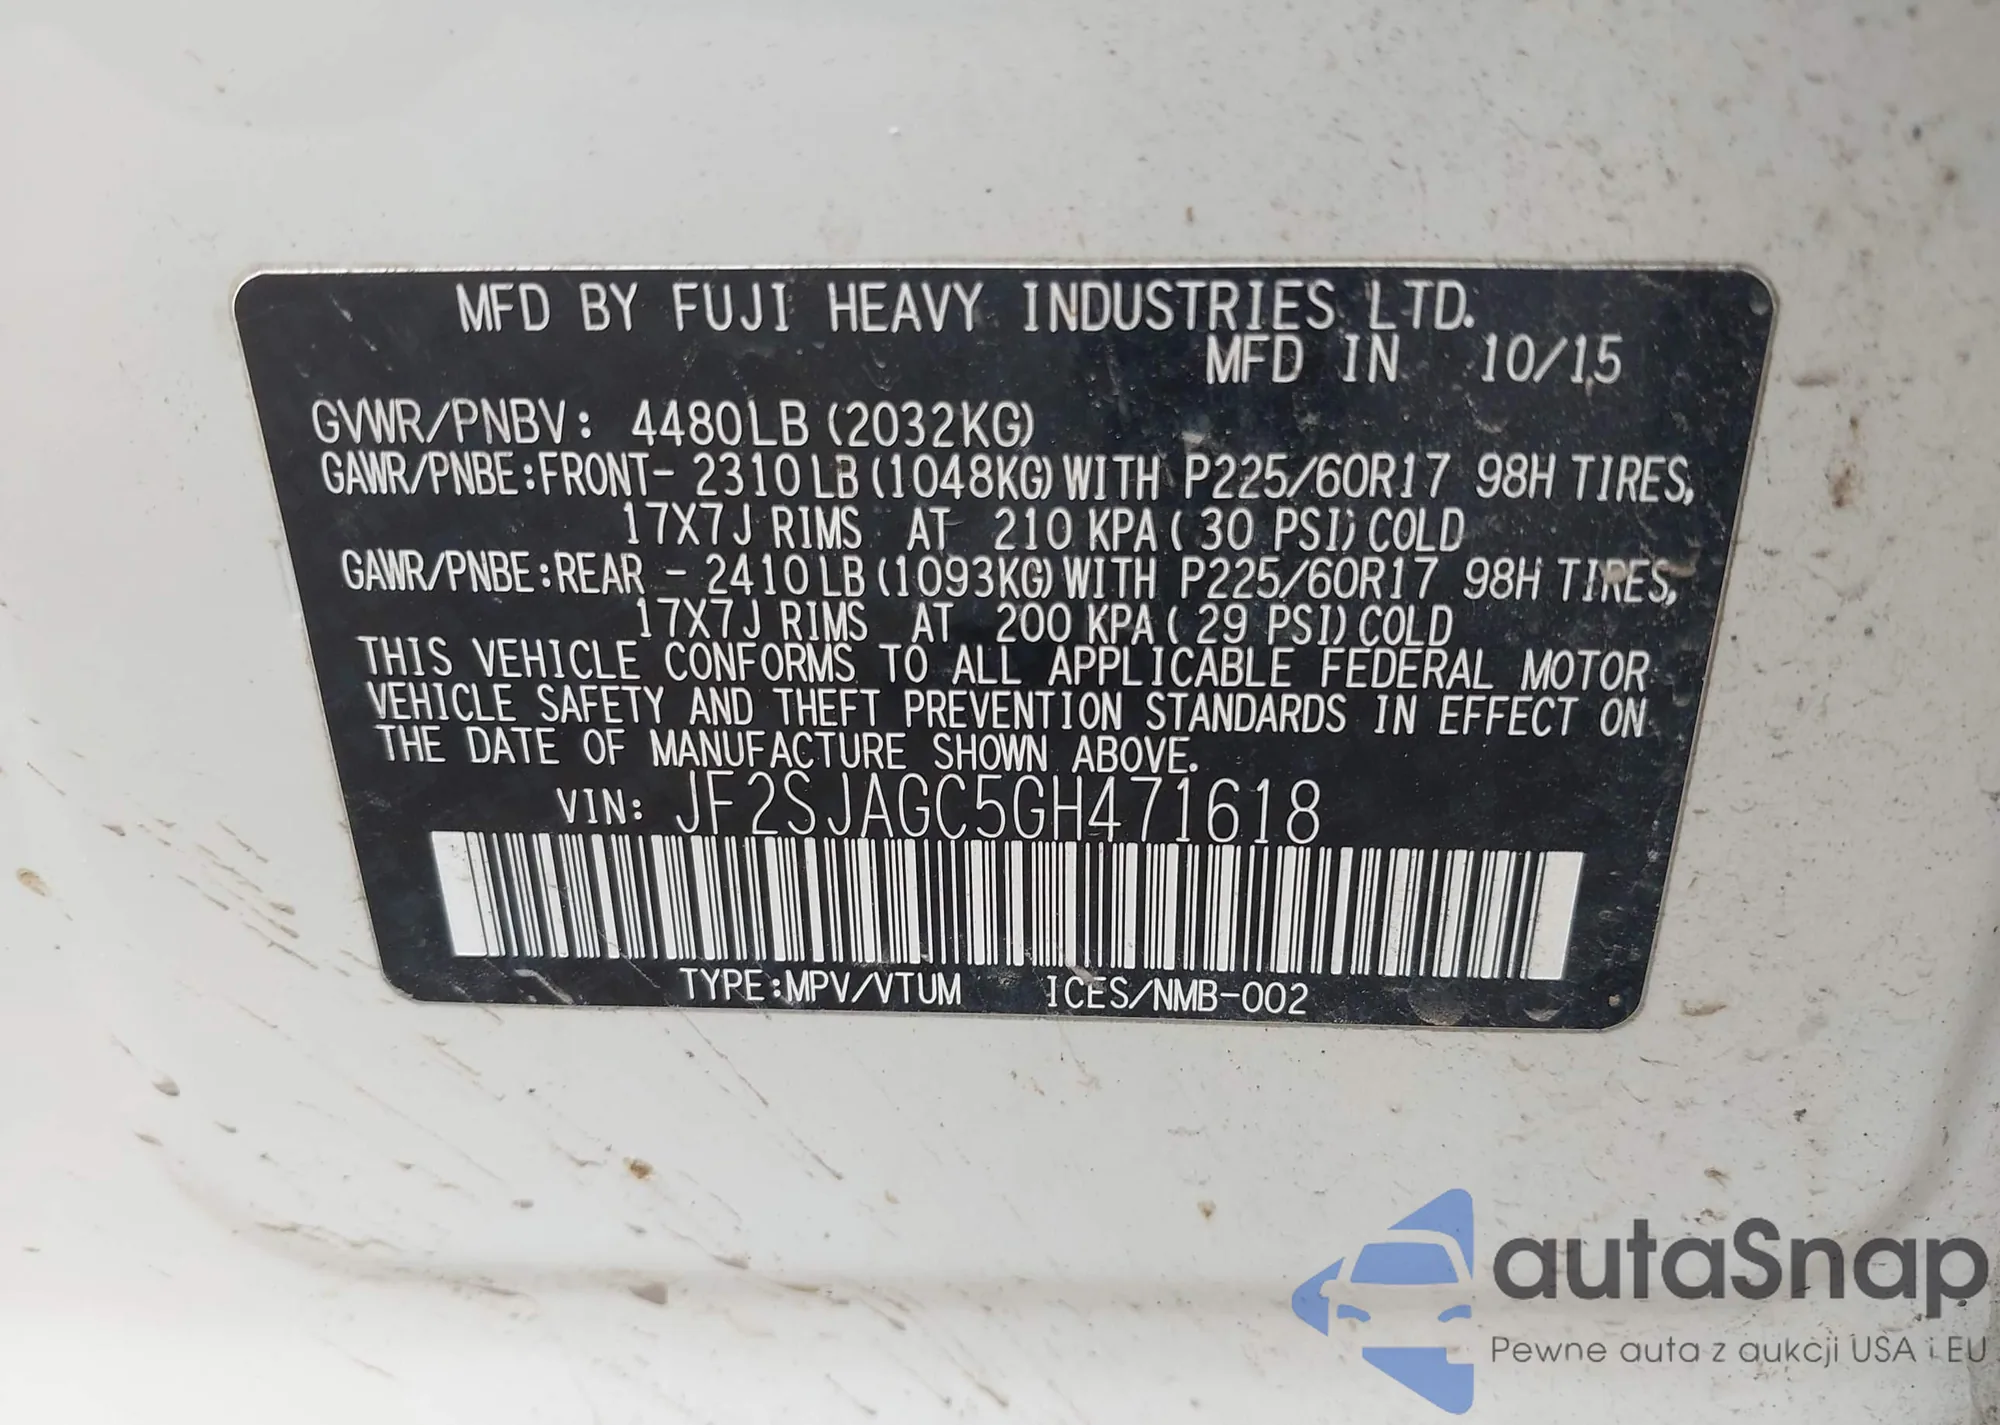 MFD BY FUJI HEAVY INDUSTRIES LTD.
MFD IN 10/15
GVWR/PNBV: 4480LB (2032KG)
GAWR/PNBE:FRONT- 2310LB(1048KG)WITH P225/60R17 98H TIRES,
17X7J RIMS AT 210 KPA( 30 PSI)COLD
GAWR/PNBE:REAR - 2410LB(1093KG)WITH P225/60R17 98H TIRES,
17X7J RIMS AT 200 KPA( 29 PSI)COLD
THIS VEHICLE CONFORMS TO ALL APPLICABLE FEDERAL MOTOR
VEHICLE SAFETY AND THEFT PREVENTION STANDARDS IN EFFECT ON
THE DATE OF MANUFACTURE SHOWN ABOVE.
VIN: JF2SJAGC5GH471618
TYPE:MPV/VTUM ICES/NMB-002
autaSnap
Pewne auta z aukcji USA i EU